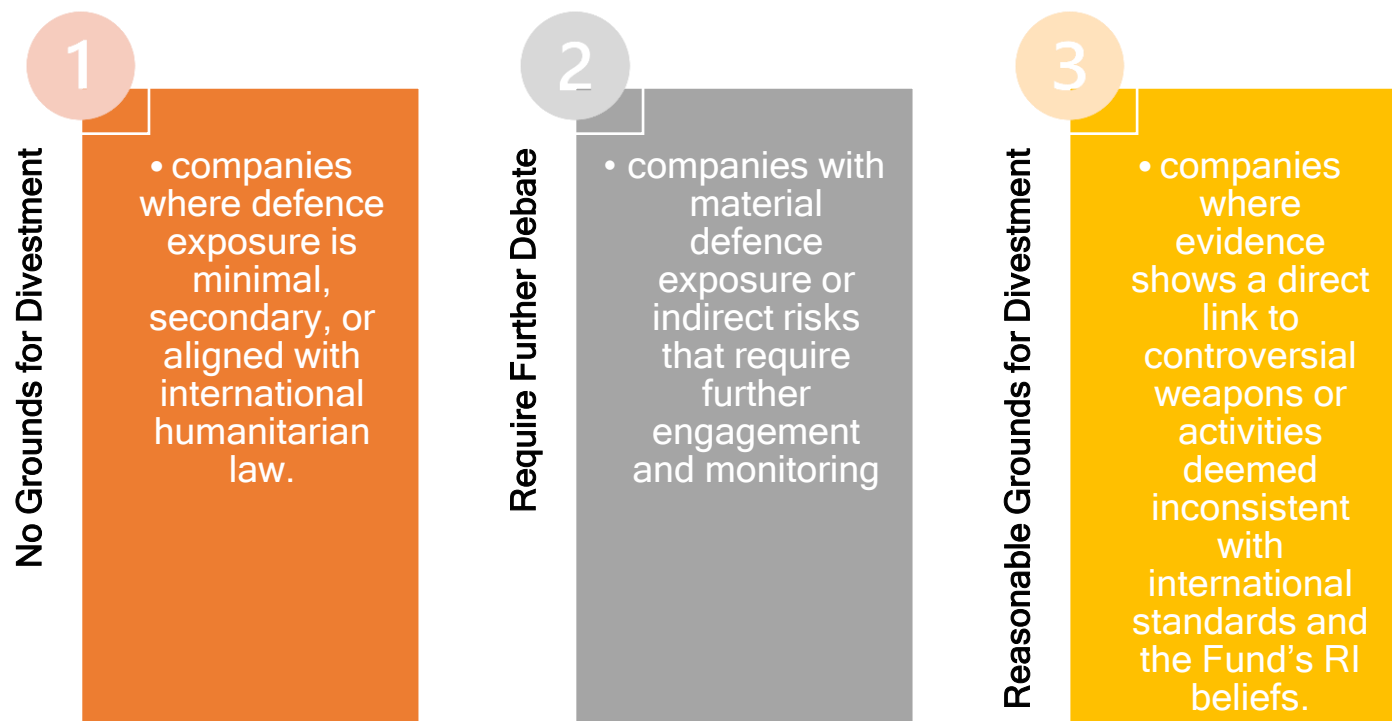 1
No Grounds for Divestment
• companies
where defence
exposure is
minimal,
secondary, or
aligned with
international
humanitarian
law.
2
Require Further Debate
• companies with
material
defence
exposure or
indirect risks
that require
further
engagement
and monitoring
3
Reasonable Grounds for Divestment
• companies
where
evidence
shows a direct
link to
controversial
weapons or
activities
deemed
inconsistent
with
international
standards and
the Fund’s RI
beliefs.